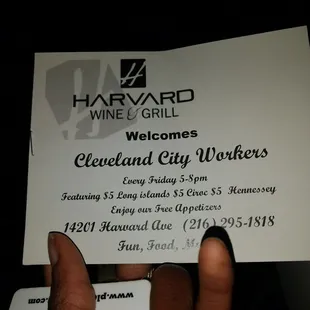 H
HARVARD
WINE & GRILL
Welcomes
Cleveland City Workers
Every Friday 5-8pm
Featuring $5 Long islands $5 Ciroc $5 Hennessey
Enjoy our Free Appetizers
14201 Harvard Ave (216) 295-1818
Fun, Food,